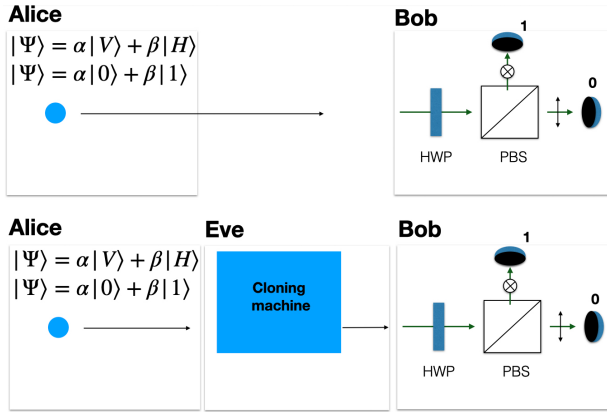 Alice
Bob
|Ψ⟩ = α|V⟩ + β|H⟩
|Ψ⟩ = α|0⟩ + β|1⟩
1
0
HWP
PBS
Alice
Eve
Bob
|Ψ⟩ = α|V⟩ + β|H⟩
|Ψ⟩ = α|0⟩ + β|1⟩
Cloning
machine
1
0
HWP
PBS